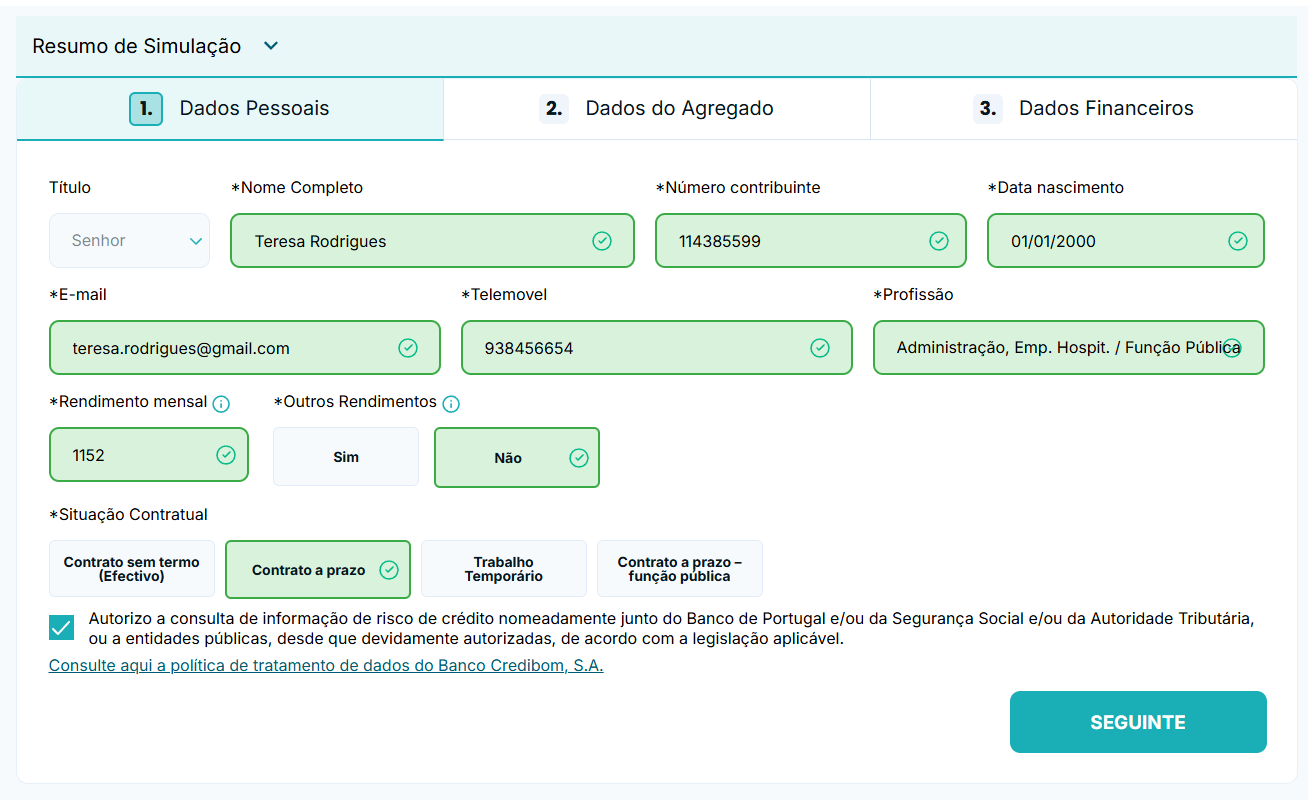 Resumo de Simulação
1. Dados Pessoais
2. Dados do Agregado
3. Dados Financeiros
Título
*Nome Completo
*Número contribuinte
*Data nascimento
Senhor
Teresa Rodrigues
114385599
01/01/2000
*E-mail
*Telemovel
*Profissão
teresa.rodrigues@gmail.com
938456654
Administração, Emp. Hospit. / Função Pública
*Rendimento mensal
*Outros Rendimentos
1152
Sim
Não
*Situação Contratual
Contrato sem termo
(Efectivo)
Contrato a prazo
Trabalho
Temporário
Contrato a prazo –
função pública
Autorizo a consulta de informação de risco de crédito nomeadamente junto do Banco de Portugal e/ou da Segurança Social e/ou da Autoridade Tributária,
ou a entidades públicas, desde que devidamente autorizadas, de acordo com a legislação aplicável.
Consulte aqui a política de tratamento de dados do Banco Credibom, S.A.
SEGUINTE